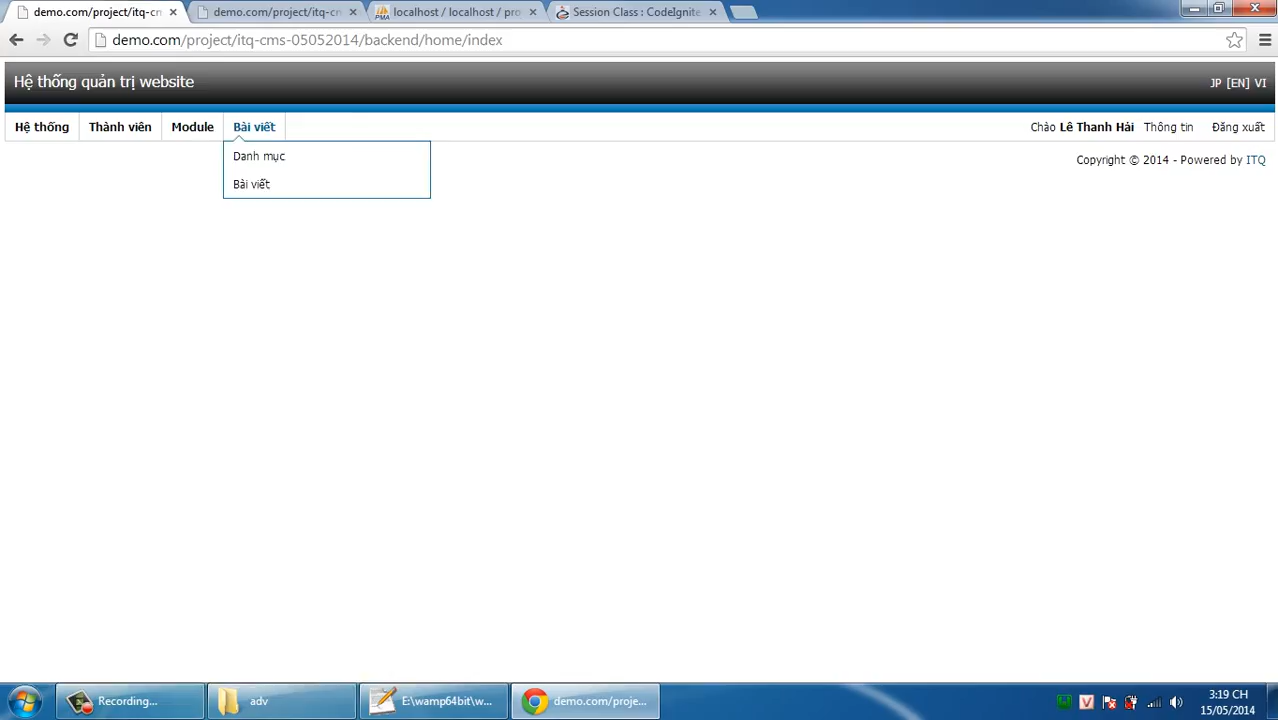 demo.com/project/itq-cn
demo.com/project/itq-cn
PMA localhost / localhost / pro
Session Class : CodeIgnite
demo.com/project/itq-cms-05052014/backend/home/index
Hệ thống quản trị website
JP [EN] VI
Hệ thống Thành viên Module Bài viết
Chào Lê Thanh Hải Thông tin Đăng xuất
Danh mục
Bài viết
Copyright © 2014 - Powered by ITQ
Recording...
adv
E:\wamp64bit\w...
demo.com/proje...
V
3:19 CH
15/05/2014